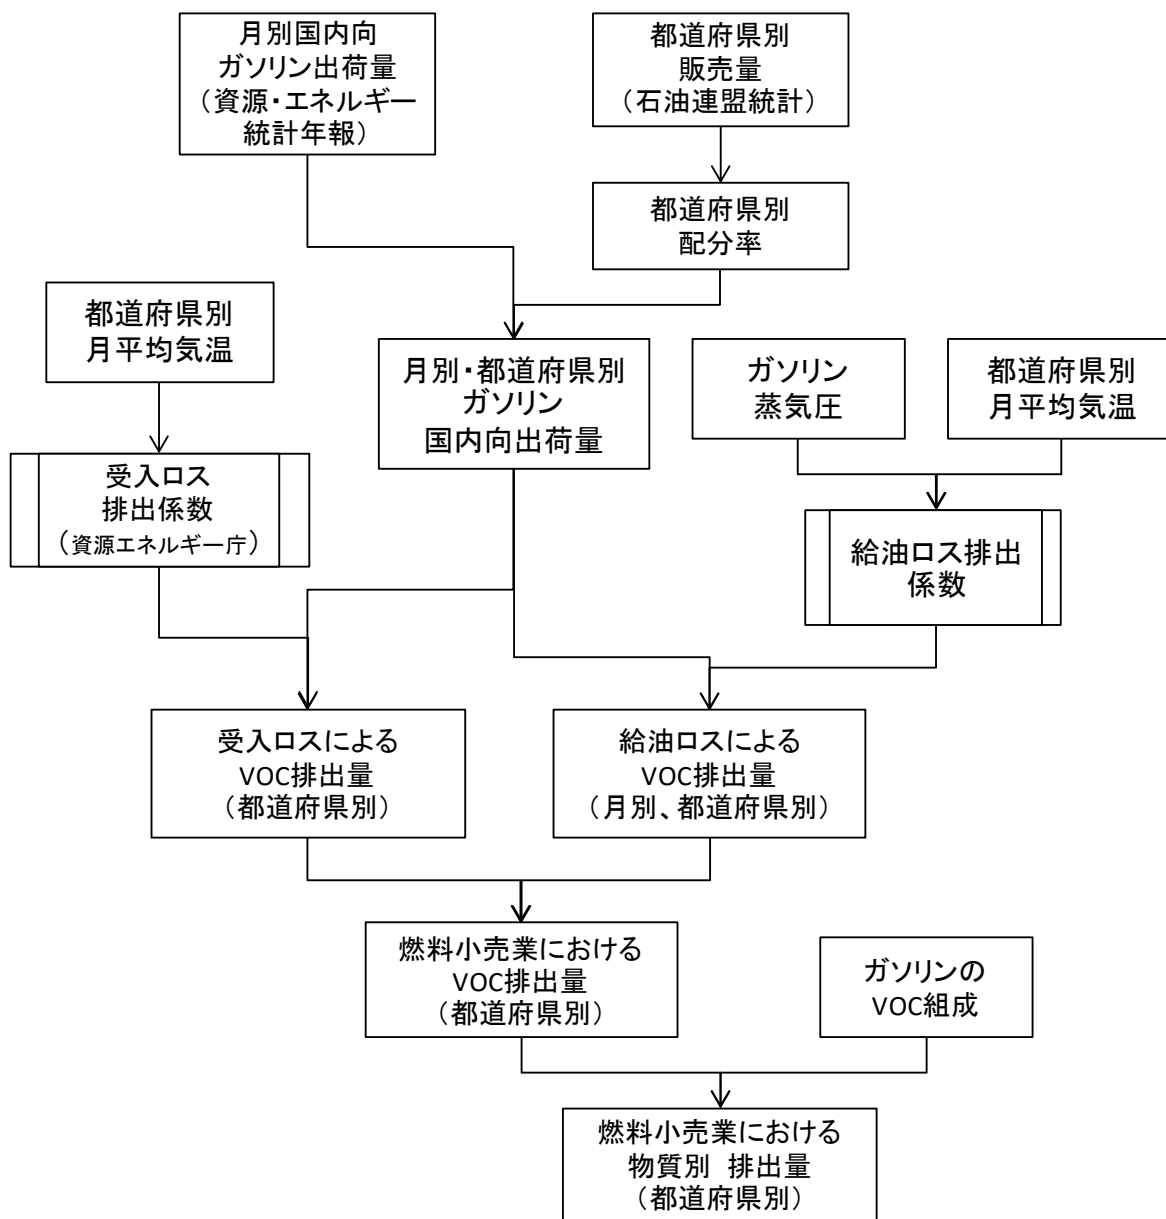 月別国内向
ガソリン出荷量
（資源・エネルギー
統計年報）
都道府県別
販売量
（石油連盟統計）
都道府県別
配分率
都道府県別
月平均気温
月別・都道府県別
ガソリン
国内向出荷量
ガソリン
蒸気圧
都道府県別
月平均気温
受入ロス
排出係数
（資源エネルギー庁）
給油ロス排出
係数
受入ロスによる
VOC排出量
（都道府県別）
給油ロスによる
VOC排出量
（月別、都道府県別）
燃料小売業における
VOC排出量
（都道府県別）
ガソリンの
VOC組成
燃料小売業における
物質別 排出量
（都道府県別）